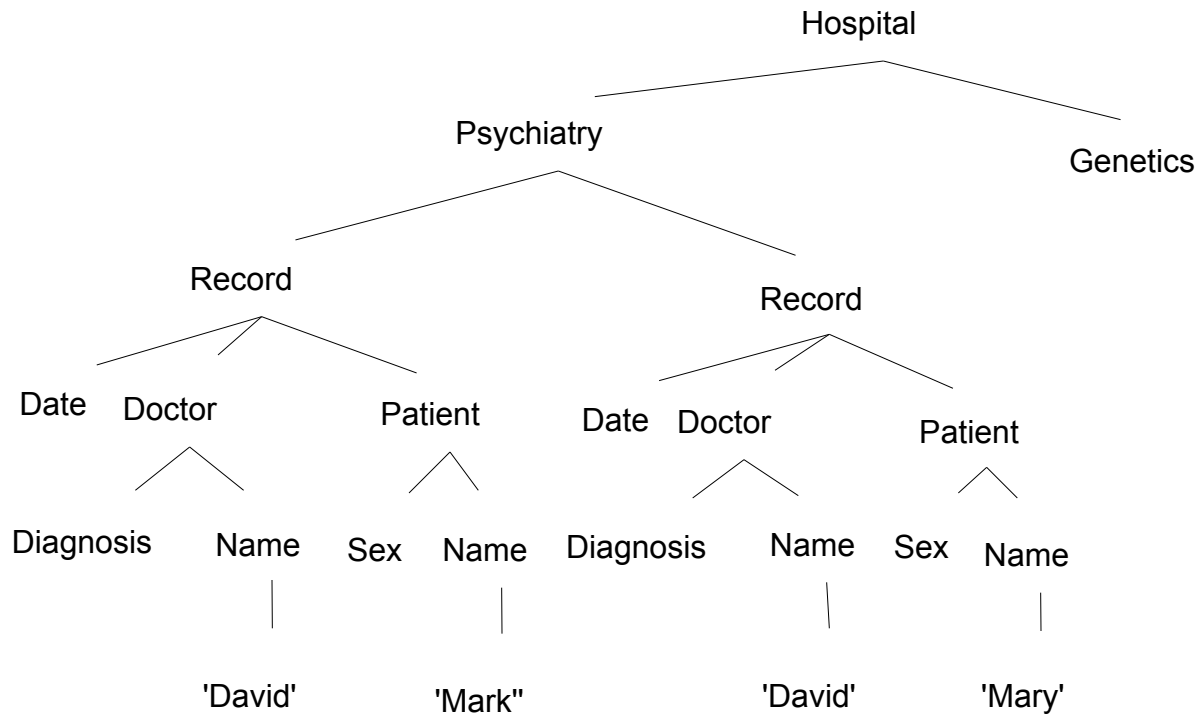 Hospital
Psychiatry
Genetics
Record
Record
Date Doctor Patient Date Doctor Patient
Diagnosis Name Sex Name Diagnosis Name Sex Name
'David' 'Mark'' 'David' 'Mary'